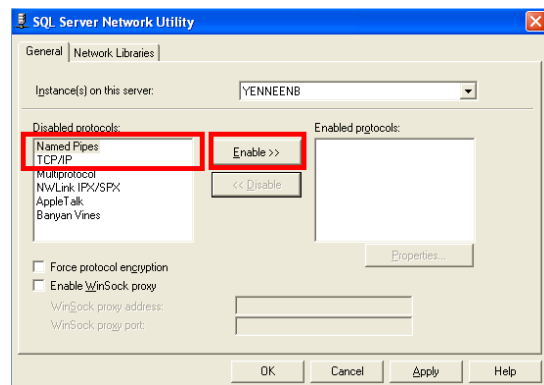 SQL Server Network Utility
General Network Libraries
Instance(s) on this server: YENNEENB
Disabled protocols: Enabled protocols:
Named Pipes
TCP/IP
Multiprotocol
NWLink IPX/SPX
AppleTalk
Banyan Vines
Enable >>
<< Disable
Properties...
Force protocol encryption
Enable WinSock proxy
WinSock proxy address:
WinSock proxy port:
OK Cancel Apply Help